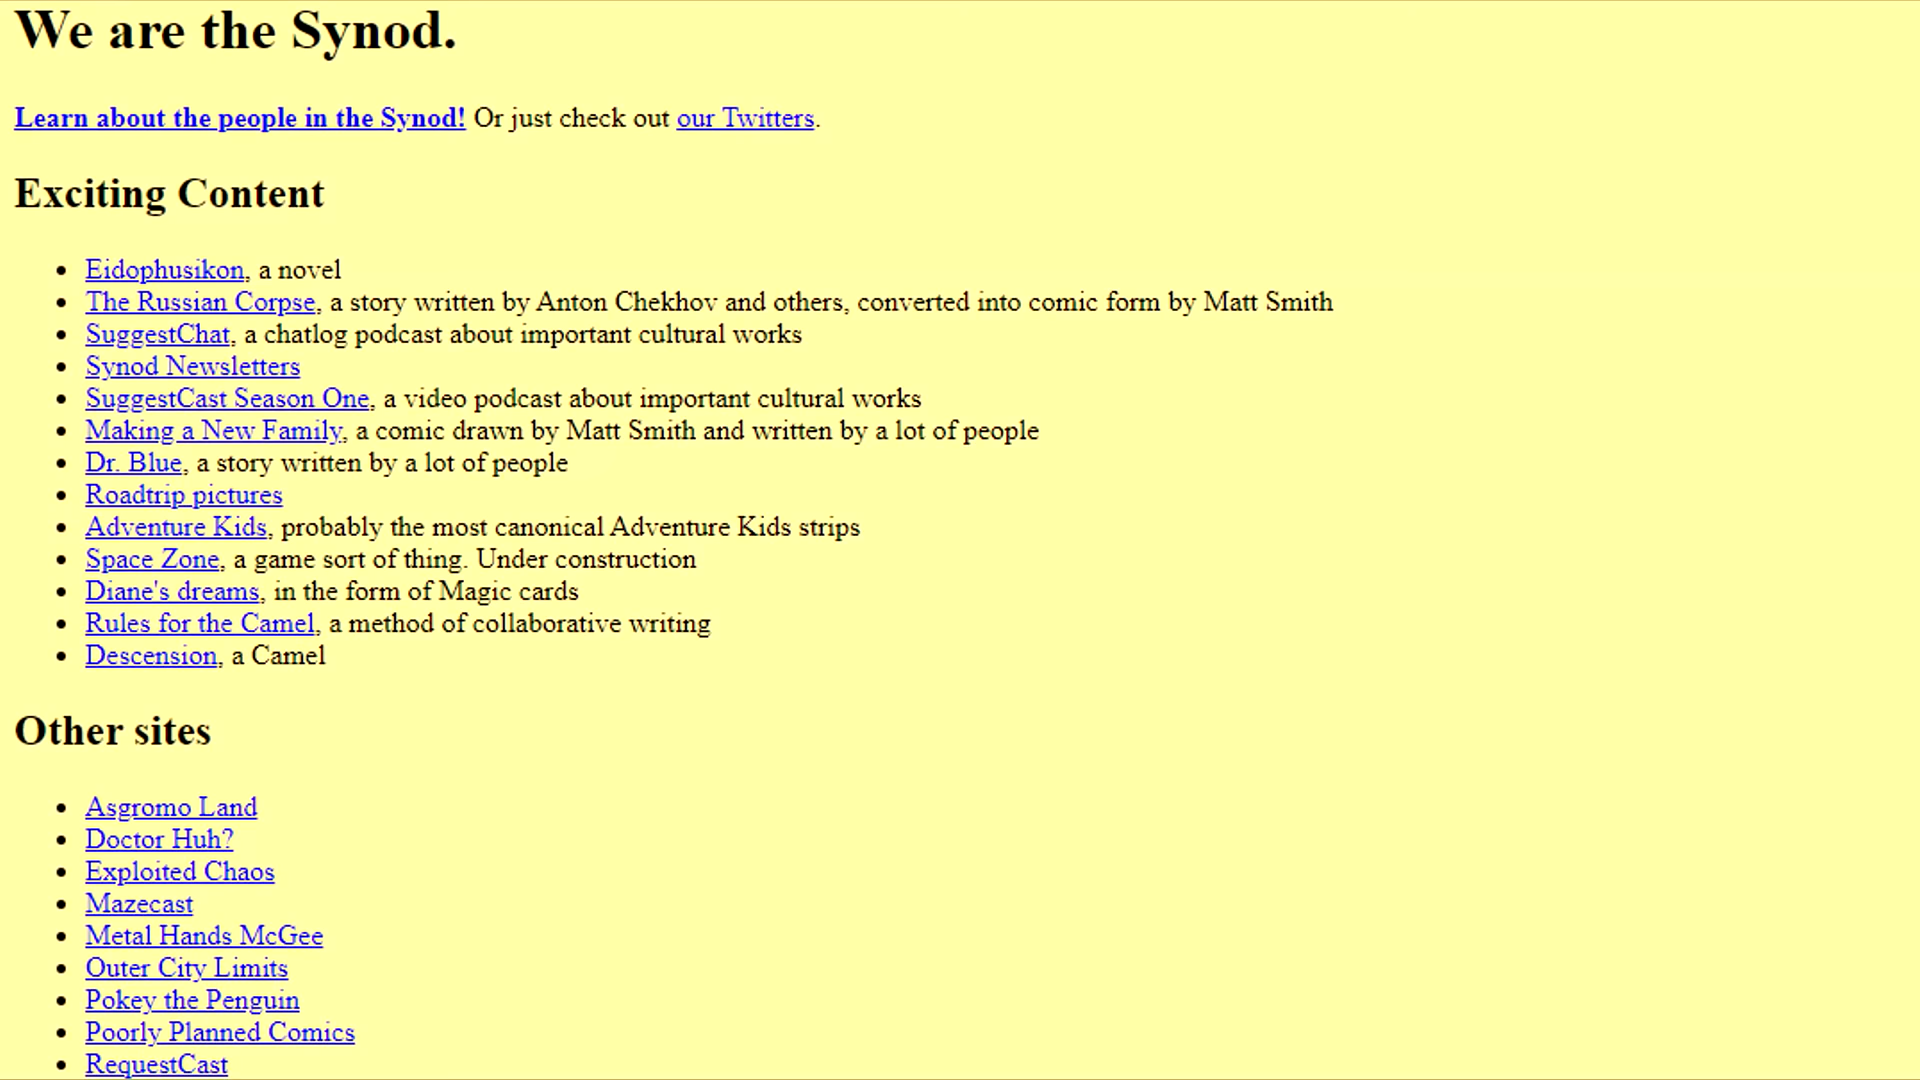 We are the Synod.
Learn about the people in the Synod! Or just check out our Twitters.
Exciting Content
Eidophusikon, a novel
The Russian Corpse, a story written by Anton Chekhov and others, converted into comic form by Matt Smith
SuggestChat, a chatlog podcast about important cultural works
Synod Newsletters
SuggestCast Season One, a video podcast about important cultural works
Making a New Family, a comic drawn by Matt Smith and written by a lot of people
Dr. Blue, a story written by a lot of people
Roadtrip pictures
Adventure Kids, probably the most canonical Adventure Kids strips
Space Zone, a game sort of thing. Under construction
Diane's dreams, in the form of Magic cards
Rules for the Camel, a method of collaborative writing
Descension, a Camel
Other sites
Asgromo Land
Doctor Huh?
Exploited Chaos
Mazecast
Metal Hands McGee
Outer City Limits
Pokey the Penguin
Poorly Planned Comics
RequestCast